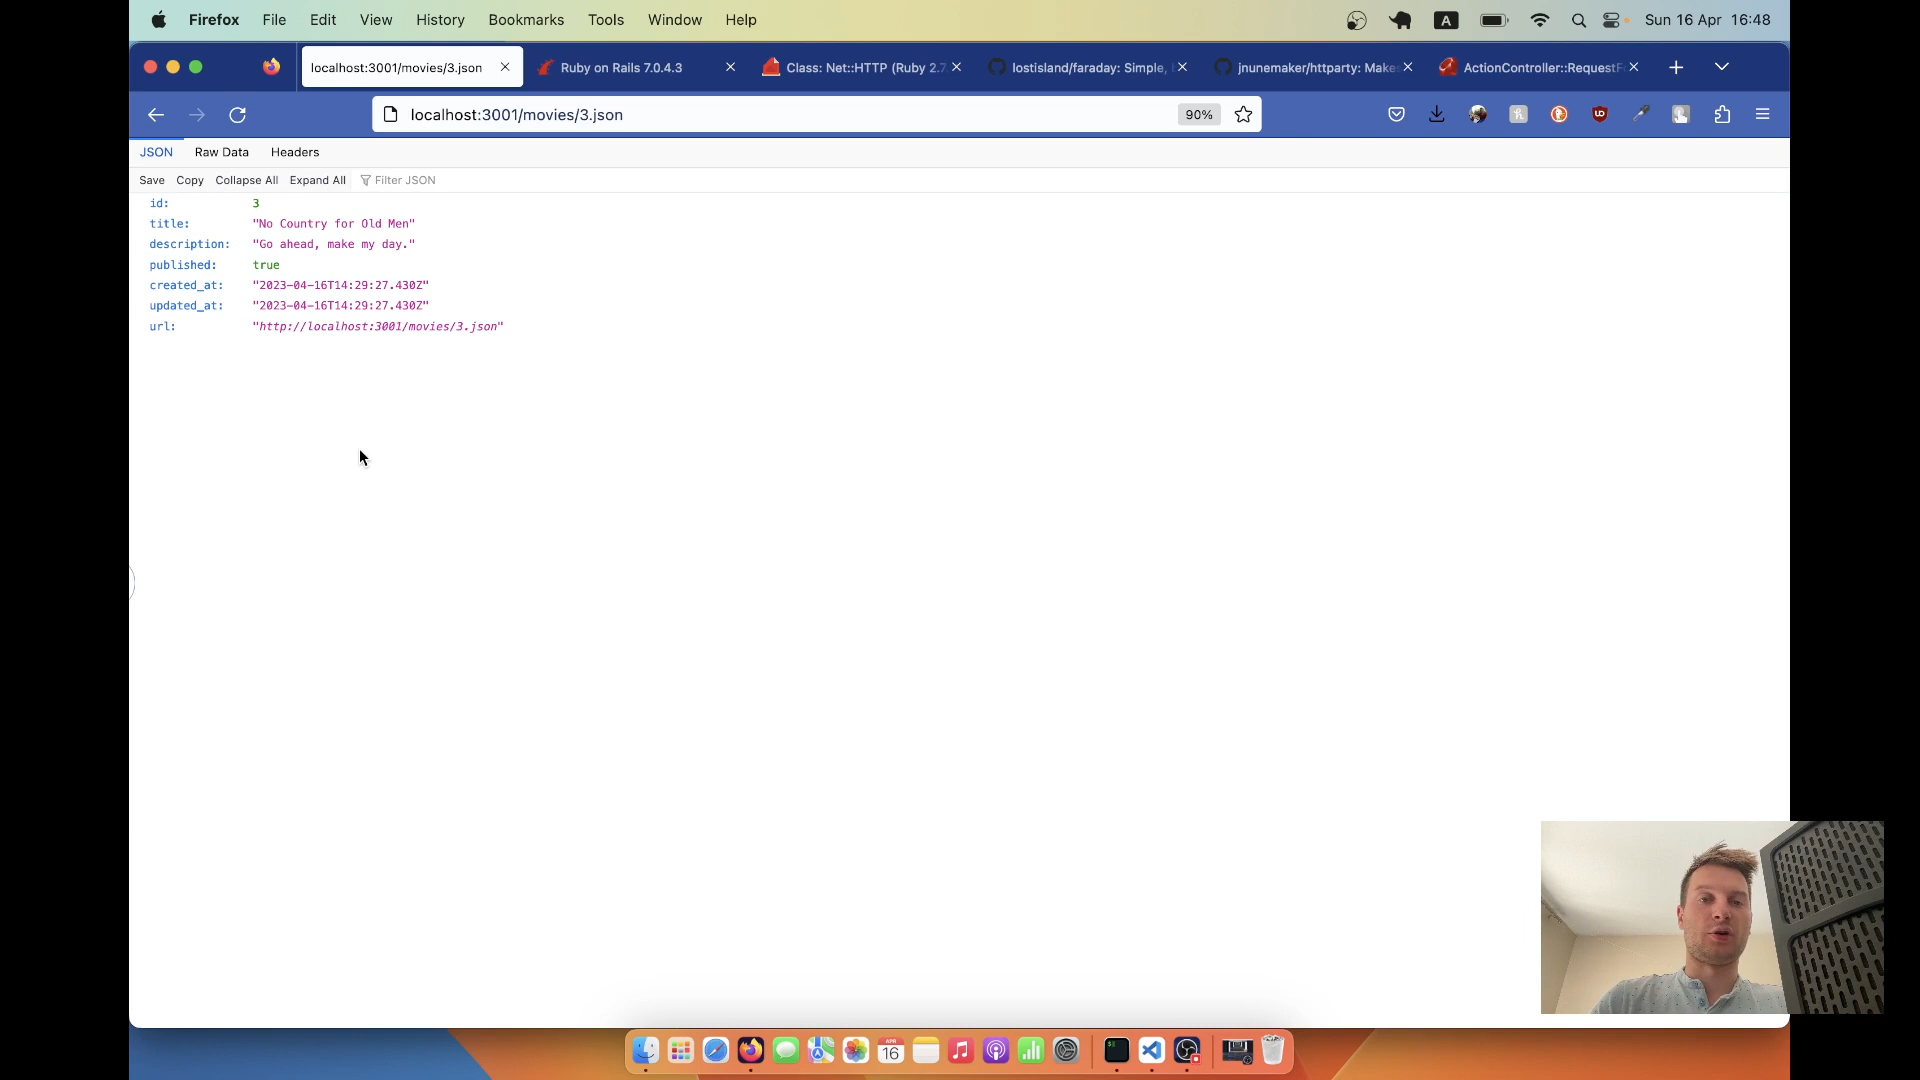 Firefox File Edit View History Bookmarks Tools Window Help A Sun 16 Apr 16:48
localhost:3001/movies/3.json Ruby on Rails 7.0.4.3 Class: Net::HTTP (Ruby 2.7. lostisland/faraday: Simple, jnunemaker/httparty: Makes ActionController::RequestF
localhost:3001/movies/3.json 90%
JSON Raw Data Headers
Save Copy Collapse All Expand All Filter JSON
id: 3
title: "No Country for Old Men"
description: "Go ahead, make my day."
published: true
created_at: "2023-04-16T14:29:27.430Z"
updated_at: "2023-04-16T14:29:27.430Z"
url: "http://localhost:3001/movies/3.json"
APR
16